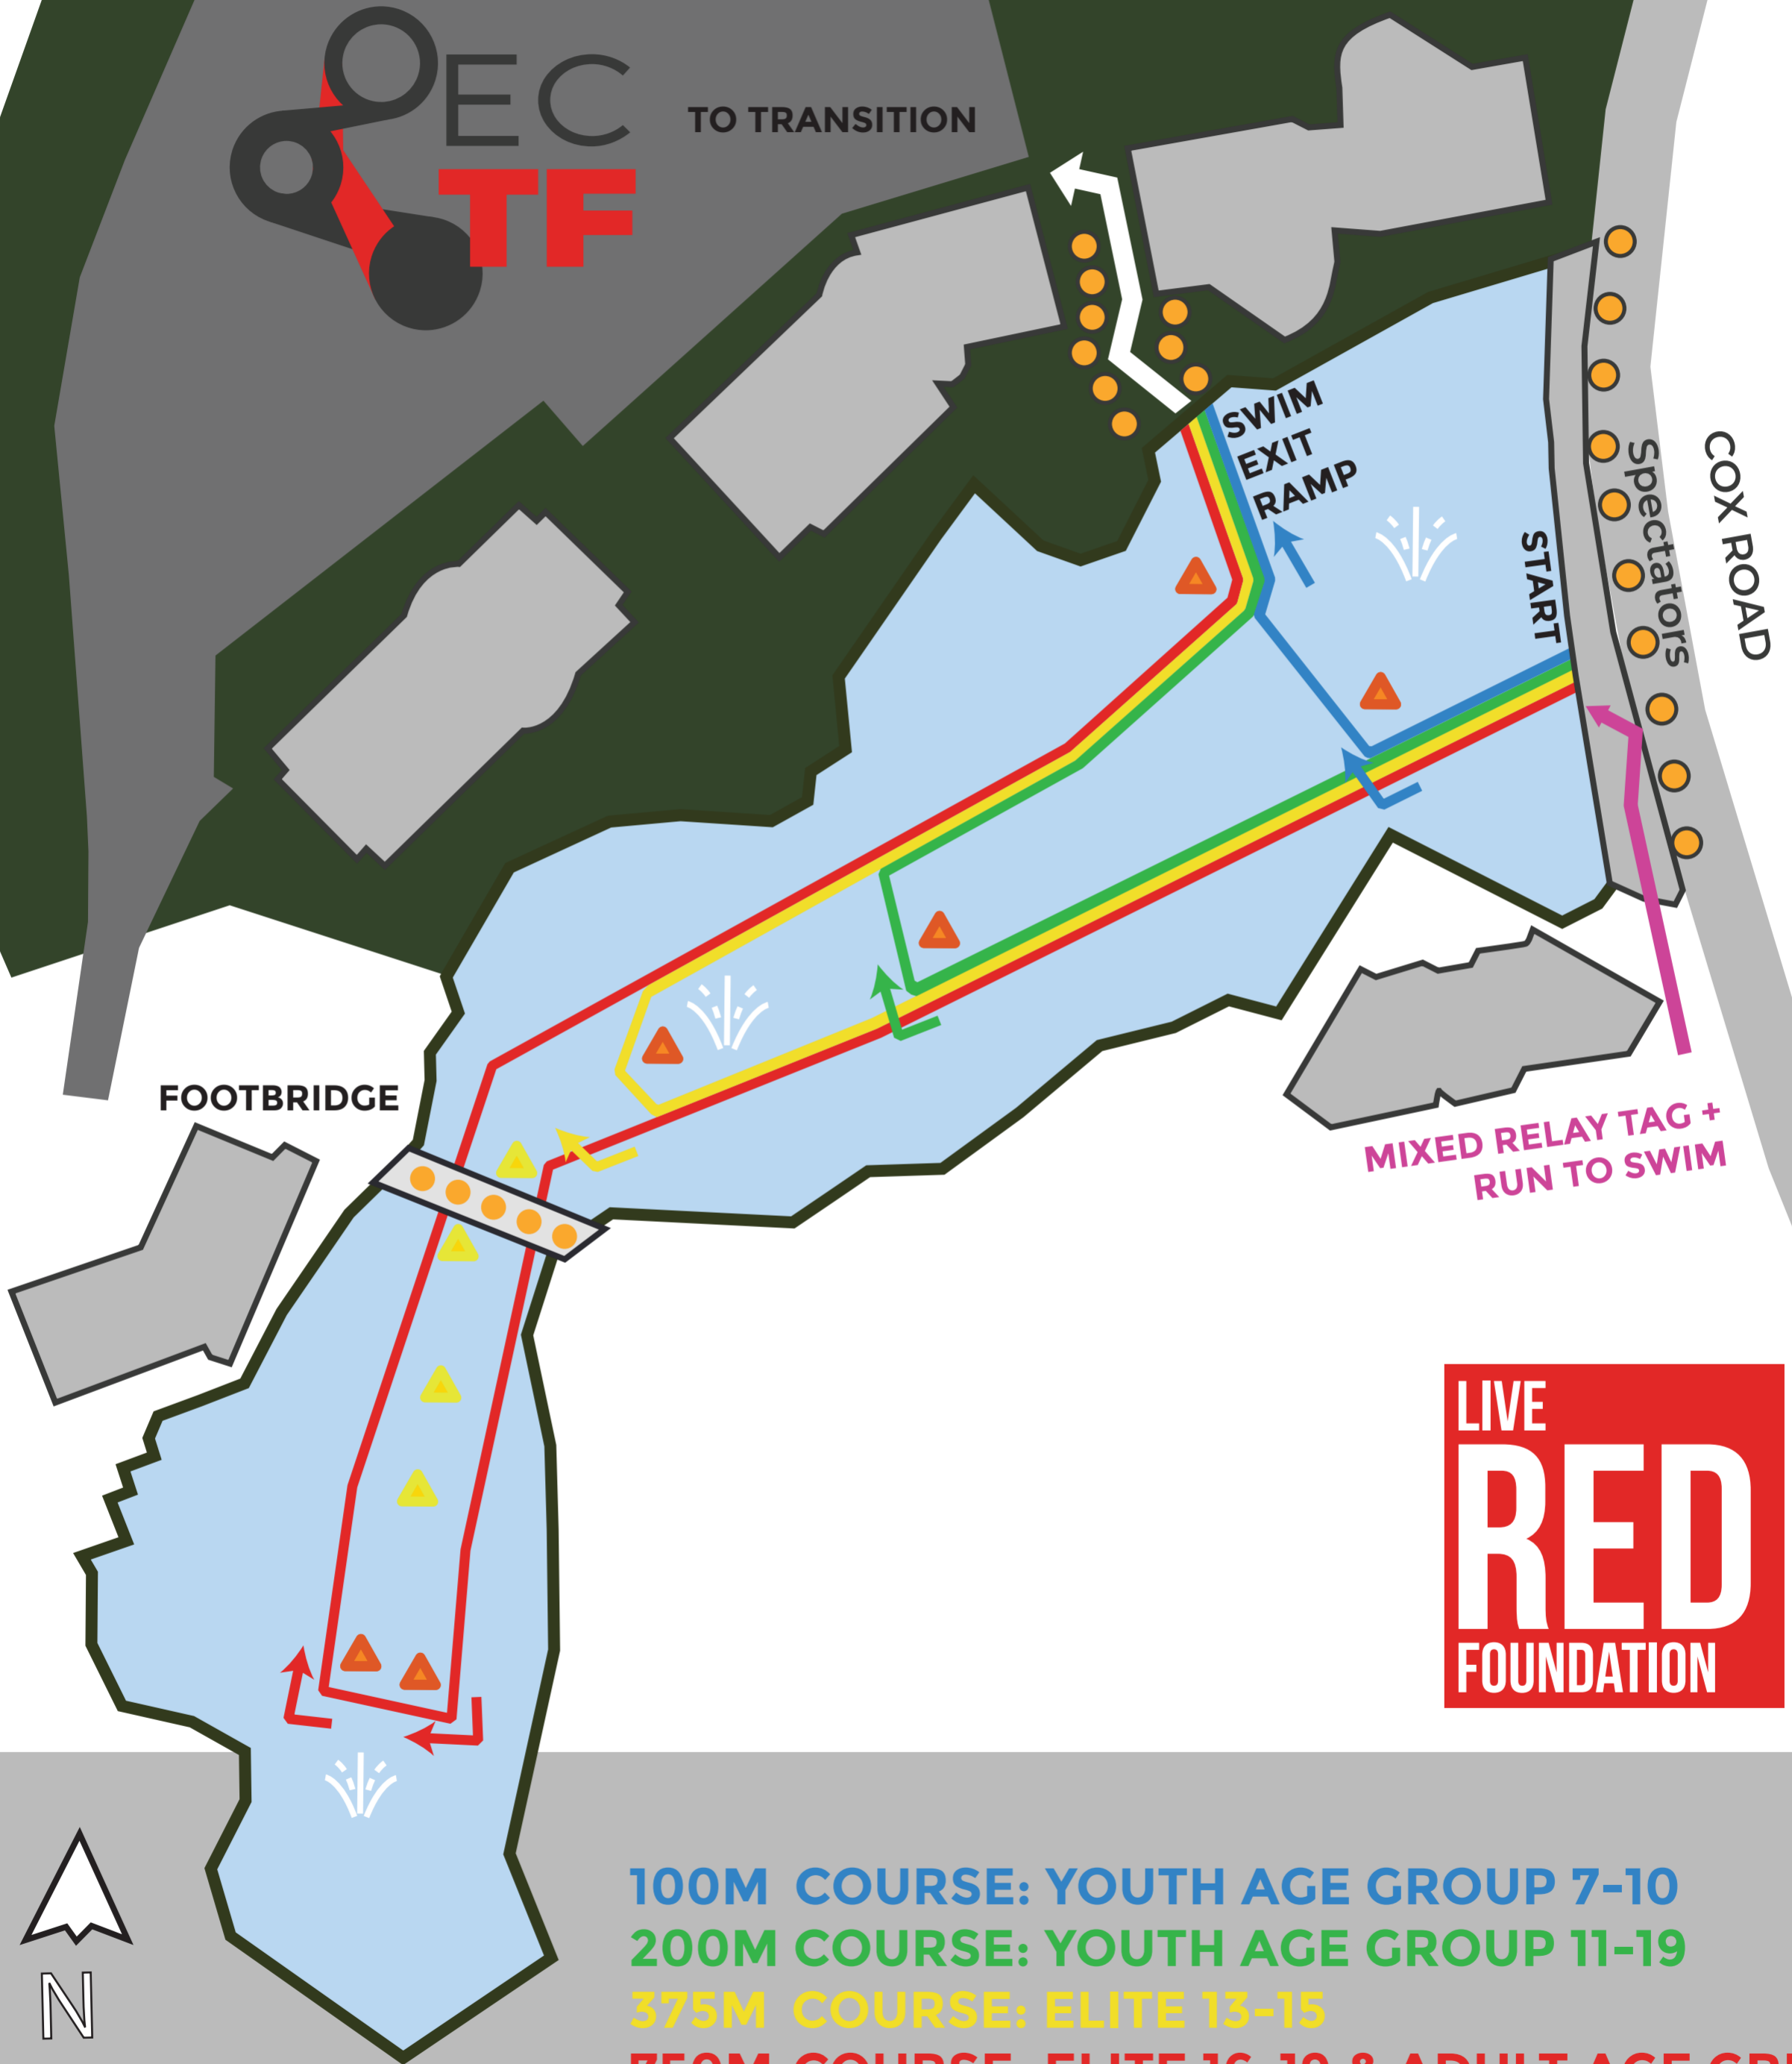 EC
TF
TO TRANSITION
SWIM
EXIT
RAMP
COX ROAD
Spectators
START
FOOTBRIDGE
MIXED RELAY TAG +
RUN TO SWIM
LIVE
RED
FOUNDATION
100M COURSE: YOUTH AGE GROUP 7-10
200M COURSE: YOUTH AGE GROUP 11-19
375M COURSE: ELITE 13-15
N